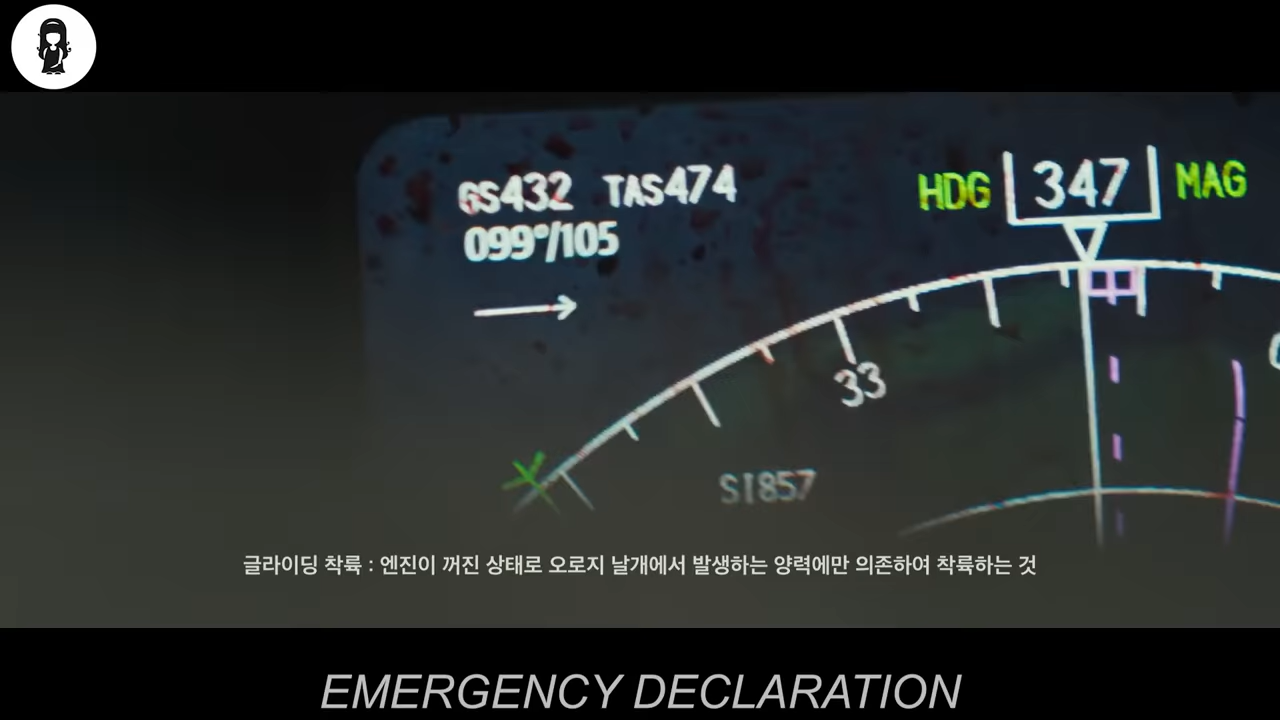 GS432 TAS474
099°/105
HDG 347 MAG
33
SI857
글라이딩 착륙 : 엔진이 꺼진 상태로 오로지 날개에서 발생하는 양력에만 의존하여 착륙하는 것
EMERGENCY DECLARATION